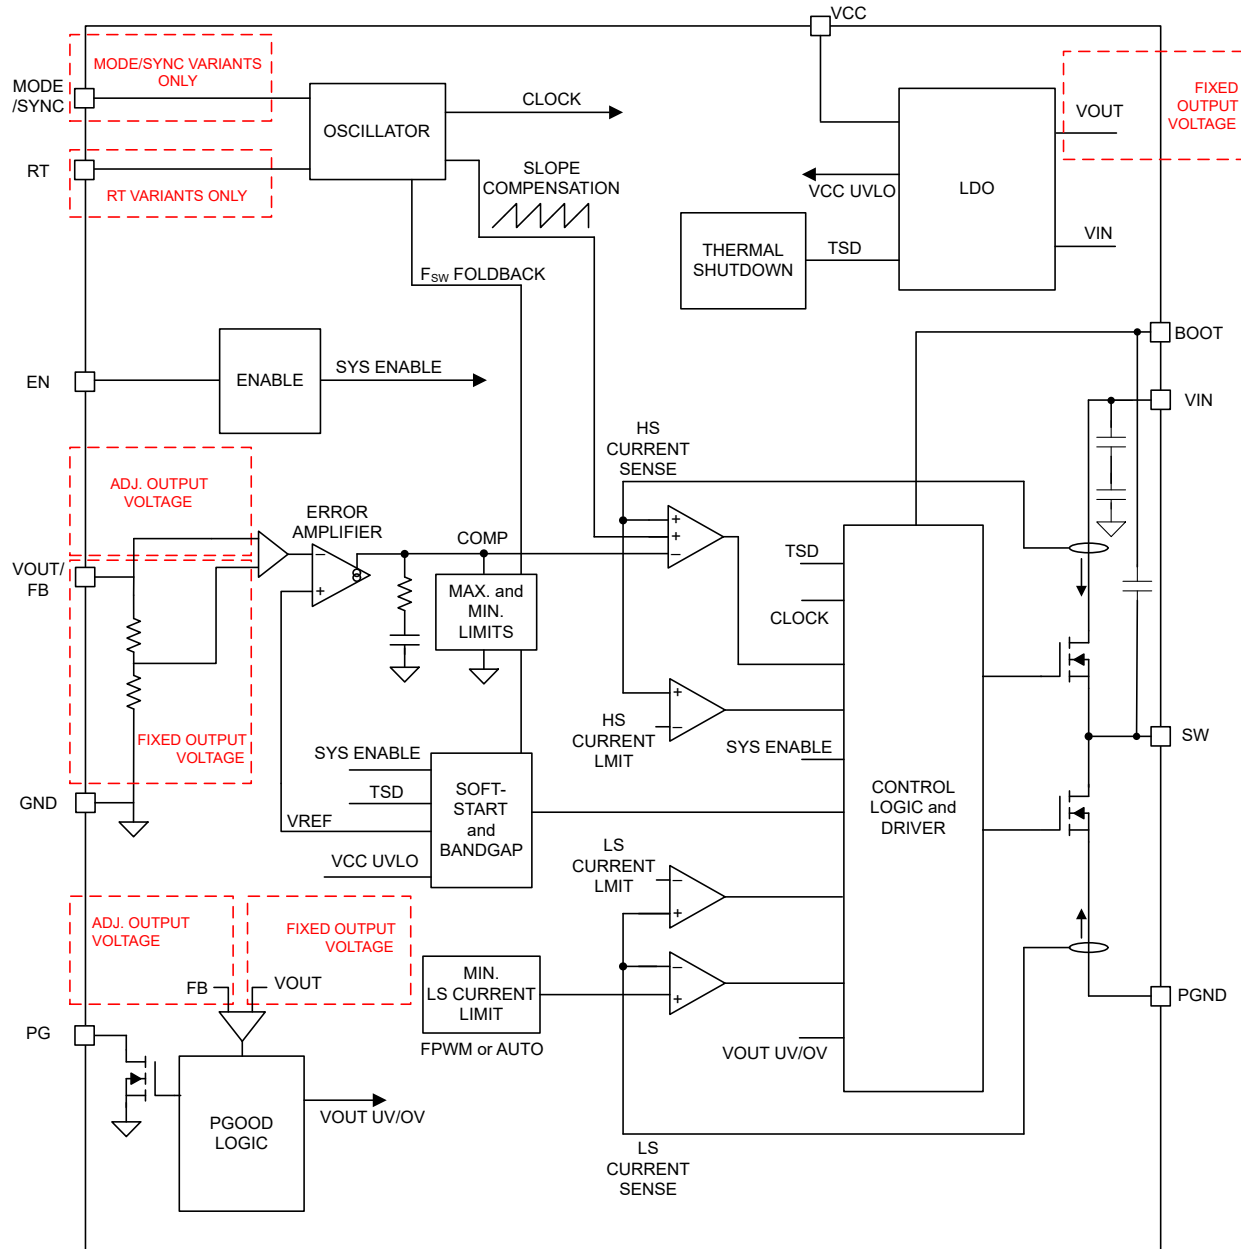 VCC
MODE/SYNC VARIANTS
ONLY
MODE
/SYNC
OSCILLATOR
CLOCK
FIXED
OUTPUT
VOLTAGE
VOUT
RT
RT VARIANTS ONLY
SLOPE
COMPENSATION
VCC UVLO
LDO
THERMAL
SHUTDOWN
TSD
VIN
FSW FOLDBACK
BOOT
EN
ENABLE
SYS ENABLE
VIN
HS
CURRENT
SENSE
ADJ. OUTPUT
VOLTAGE
ERROR
AMPLIFIER
COMP
+
+
−
−
+
VOUT/
FB
MAX. and
MIN.
LIMITS
TSD
CLOCK
+
−
HS
CURRENT
LMIT
FIXED OUTPUT
VOLTAGE
SYS ENABLE
SYS ENABLE
SW
GND
TSD
VREF
SOFT-
START
and
BANDGAP
CONTROL
LOGIC and
DRIVER
VCC UVLO
LS
CURRENT
LMIT
−
+
ADJ. OUTPUT
VOLTAGE
FIXED OUTPUT
VOLTAGE
FB
VOUT
MIN.
LS CURRENT
LIMIT
−
+
PGND
PG
FPWM or AUTO
VOUT UV/OV
PGOOD
LOGIC
VOUT UV/OV
LS
CURRENT
SENSE